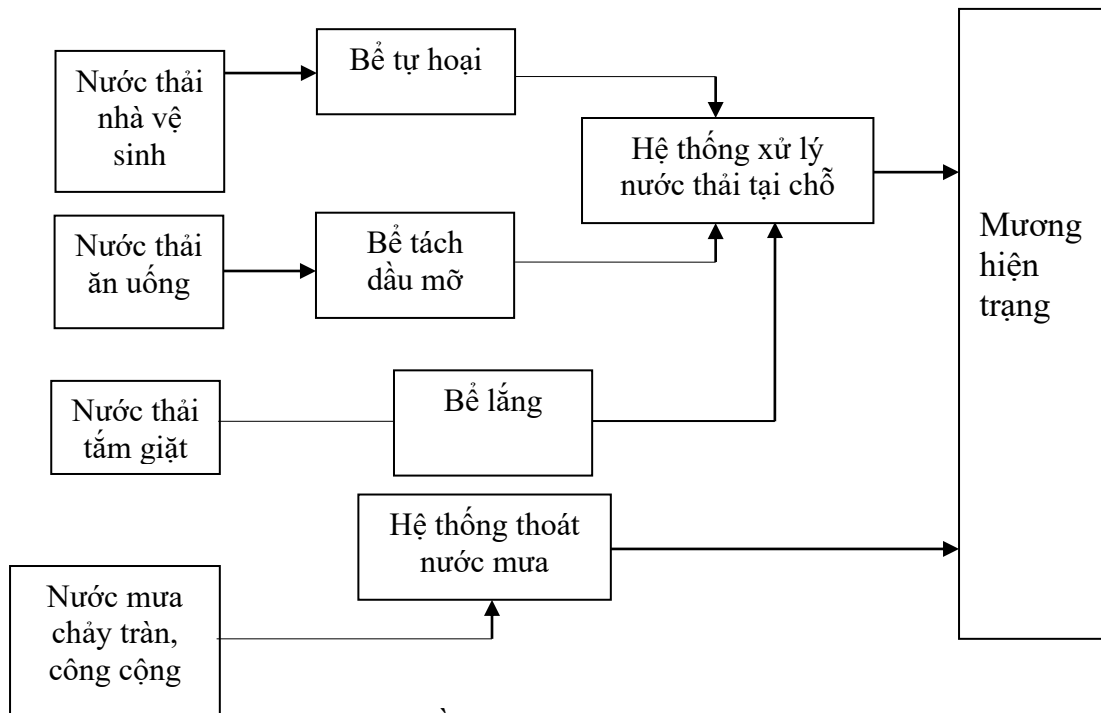 Nước thải
nhà vệ
sinh
Bể tự hoại
Hệ thống xử lý
nước thải tại chỗ
Mương
hiện
trạng
Nước thải
ăn uống
Bể tách
dầu mỡ
Nước thải
tắm giặt
Bể lắng
Hệ thống thoát
nước mưa
Nước mưa
chảy tràn,
công cộng